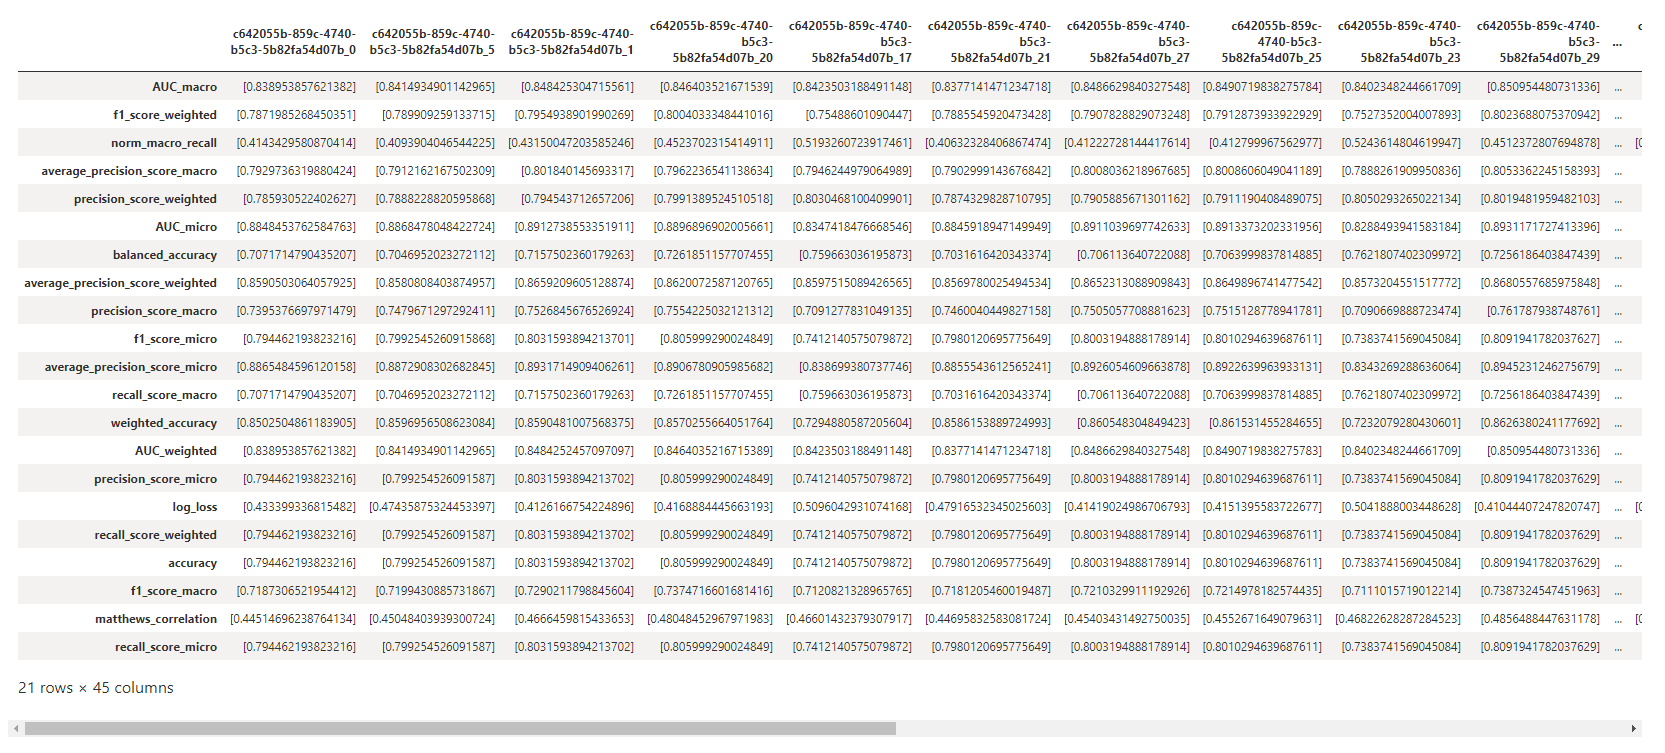 c642055b-859c-4740-b5c3-5b82fa54d07b_0 c642055b-859c-4740-b5c3-5b82fa54d07b_5 c642055b-859c-4740-b5c3-5b82fa54d07b_1 c642055b-859c-4740-b5c3-5b82fa54d07b_20 c642055b-859c-4740-b5c3-5b82fa54d07b_17 c642055b-859c-4740-b5c3-5b82fa54d07b_21 c642055b-859c-4740-b5c3-5b82fa54d07b_27 c642055b-859c-4740-b5c3-5b82fa54d07b_25 c642055b-859c-4740-b5c3-5b82fa54d07b_23 c642055b-859c-4740-b5c3-5b82fa54d07b_29 ...
AUC_macro [0.838953857621382] [0.8414934901142965] [0.848425304715561] [0.846403521671539] [0.8423503188491148] [0.8377141471234718] [0.8486629840327548] [0.8490719838275784] [0.8402348244661709] [0.850954480731336] ...
f1_score_weighted [0.7871985268450351] [0.789909259133715] [0.7954938901990269] [0.8004033348441016] [0.75488601090447] [0.7885545920473428] [0.7907828829073248] [0.7912873933922929] [0.7527352004007893] [0.8023688075370942] ...
norm_macro_recall [0.4143429580870414] [0.4093904046544225] [0.43150047203585246] [0.4523702315414911] [0.5193260723917461] [0.40632328406867474] [0.41222728144417614] [0.412799967562977] [0.5243614804619947] [0.4512372807694878] ...
average_precision_score_macro [0.7929736319880424] [0.7912162167502309] [0.801840145693317] [0.7962236541138634] [0.7946244979064989] [0.7902999143676842] [0.8008036218967685] [0.8008606049041189] [0.7888261909950836] [0.8053362245158393] ...
precision_score_weighted [0.785930522402627] [0.7888228820595868] [0.794543712657206] [0.7991389524510518] [0.8030468100409901] [0.7874329828710795] [0.7905885671301162] [0.7911190408489075] [0.8050293265022134] [0.8019481959482103] ...
AUC_micro [0.8848453762584763] [0.8868478048422724] [0.8912738553351911] [0.8896896902005661] [0.8347418476668546] [0.8845918947149949] [0.8911039697742633] [0.8913373202331956] [0.8288493941583184] [0.8931171727413396] ...
balanced_accuracy [0.7071714790435207] [0.7046952023272112] [0.7157502360179263] [0.7261851157707455] [0.759663036195873] [0.7031616420343374] [0.706113640722088] [0.7063999837814885] [0.7621807402309972] [0.7256186403847439] ...
average_precision_score_weighted [0.8590503064057925] [0.8580808403874957] [0.8659209605128874] [0.8620072587120765] [0.8597515089426565] [0.8569780025494534] [0.8652313088909843] [0.8649896741477542] [0.8573204551517772] [0.8680557685975848] ...
precision_score_macro [0.7395376697971479] [0.7479671297292411] [0.7526845676526924] [0.7554225032121312] [0.7091277831049135] [0.7460040449827158] [0.7505057708881623] [0.7515128778941781] [0.7090669888723474] [0.761787938748761] ...
f1_score_micro [0.794462193823216] [0.7992545260915868] [0.8031593894213701] [0.805999290024849] [0.7412140575079872] [0.7980120695775649] [0.8003194888178914] [0.8010294639687611] [0.7383741569045084] [0.8091941782037627] ...
average_precision_score_micro [0.8865484596120158] [0.8872908302682845] [0.8931714909406261] [0.8906780905985682] [0.838699380737746] [0.8855543612565241] [0.8926054609663878] [0.8922639963933131] [0.8343269288636064] [0.8945231246275679] ...
recall_score_macro [0.7071714790435207] [0.7046952023272112] [0.7157502360179263] [0.7261851157707455] [0.759663036195873] [0.7031616420343374] [0.706113640722088] [0.7063999837814885] [0.7621807402309972] [0.7256186403847439] ...
weighted_accuracy [0.8502504861183905] [0.8596956508623084] [0.8590481007568375] [0.8570255664051764] [0.7294880587205604] [0.8586153889724993] [0.860548304849423] [0.861531455284655] [0.7232079280430601] [0.8626380241177692] ...
AUC_weighted [0.838953857621382] [0.8414934901142965] [0.8484252457097097] [0.8464035216715389] [0.8423503188491148] [0.8377141471234718] [0.8486629840327548] [0.8490719838275783] [0.8402348244661709] [0.850954480731336] ...
precision_score_micro [0.794462193823216] [0.799254526091587] [0.8031593894213702] [0.805999290024849] [0.7412140575079872] [0.7980120695775649] [0.8003194888178914] [0.8010294639687611] [0.7383741569045084] [0.8091941782037629] ...
log_loss [0.433399336815482] [0.47435875324453397] [0.4126166754224896] [0.4168884445663193] [0.5096042931074168] [0.47916532345025603] [0.41419024986706793] [0.4151395583722677] [0.5041888003448628] [0.41044407247820747] ...
recall_score_weighted [0.794462193823216] [0.799254526091587] [0.8031593894213702] [0.805999290024849] [0.7412140575079872] [0.7980120695775649] [0.8003194888178914] [0.8010294639687611] [0.7383741569045084] [0.8091941782037629] ...
accuracy [0.794462193823216] [0.799254526091587] [0.8031593894213702] [0.805999290024849] [0.7412140575079872] [0.7980120695775649] [0.8003194888178914] [0.8010294639687611] [0.7383741569045084] [0.8091941782037629] ...
f1_score_macro [0.7187306521954412] [0.7199430885731867] [0.7290211798845604] [0.7374716601681416] [0.7120821328965765] [0.7181205460019487] [0.7210329911192926] [0.7214978182574435] [0.7111015719012214] [0.7387324547451963] ...
matthews_correlation [0.44514696238764134] [0.45048403939300724] [0.4666459815433653] [0.48048452967971983] [0.46601432379307917] [0.44695832583081724] [0.45403431492750035] [0.4552671649079631] [0.46822628287284523] [0.4856488447631178] ...
recall_score_micro [0.794462193823216] [0.799254526091587] [0.8031593894213702] [0.805999290024849] [0.7412140575079872] [0.7980120695775649] [0.8003194888178914] [0.8010294639687611] [0.7383741569045084] [0.8091941782037629] ...
21 rows × 45 columns